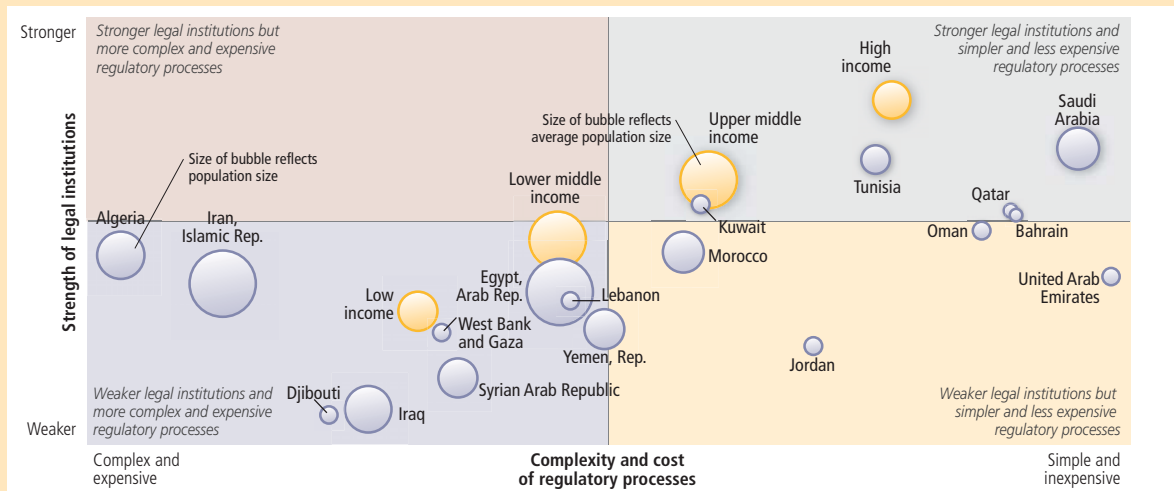 Stronger
Stronger legal institutions but
more complex and expensive
regulatory processes
Stronger legal institutions and
simpler and less expensive
regulatory processes
High
income
Saudi
Arabia
Size of bubble reflects
average population size
Upper middle
income
Size of bubble reflects
population size
Tunisia
Lower middle
income
Qatar
Algeria
Iran,
Islamic Rep.
Kuwait
Oman
Bahrain
Morocco
Egypt,
Arab Rep.
Lebanon
United Arab
Emirates
Low
income
West Bank
and Gaza
Yemen, Rep.
Jordan
Syrian Arab Republic
Djibouti
Iraq
Weaker legal institutions and
more complex and expensive
regulatory processes
Weaker legal institutions but
simpler and less expensive
regulatory processes
Weaker
Strength of legal institutions
Complex and
expensive
Complexity and cost
of regulatory processes
Simple and
inexpensive